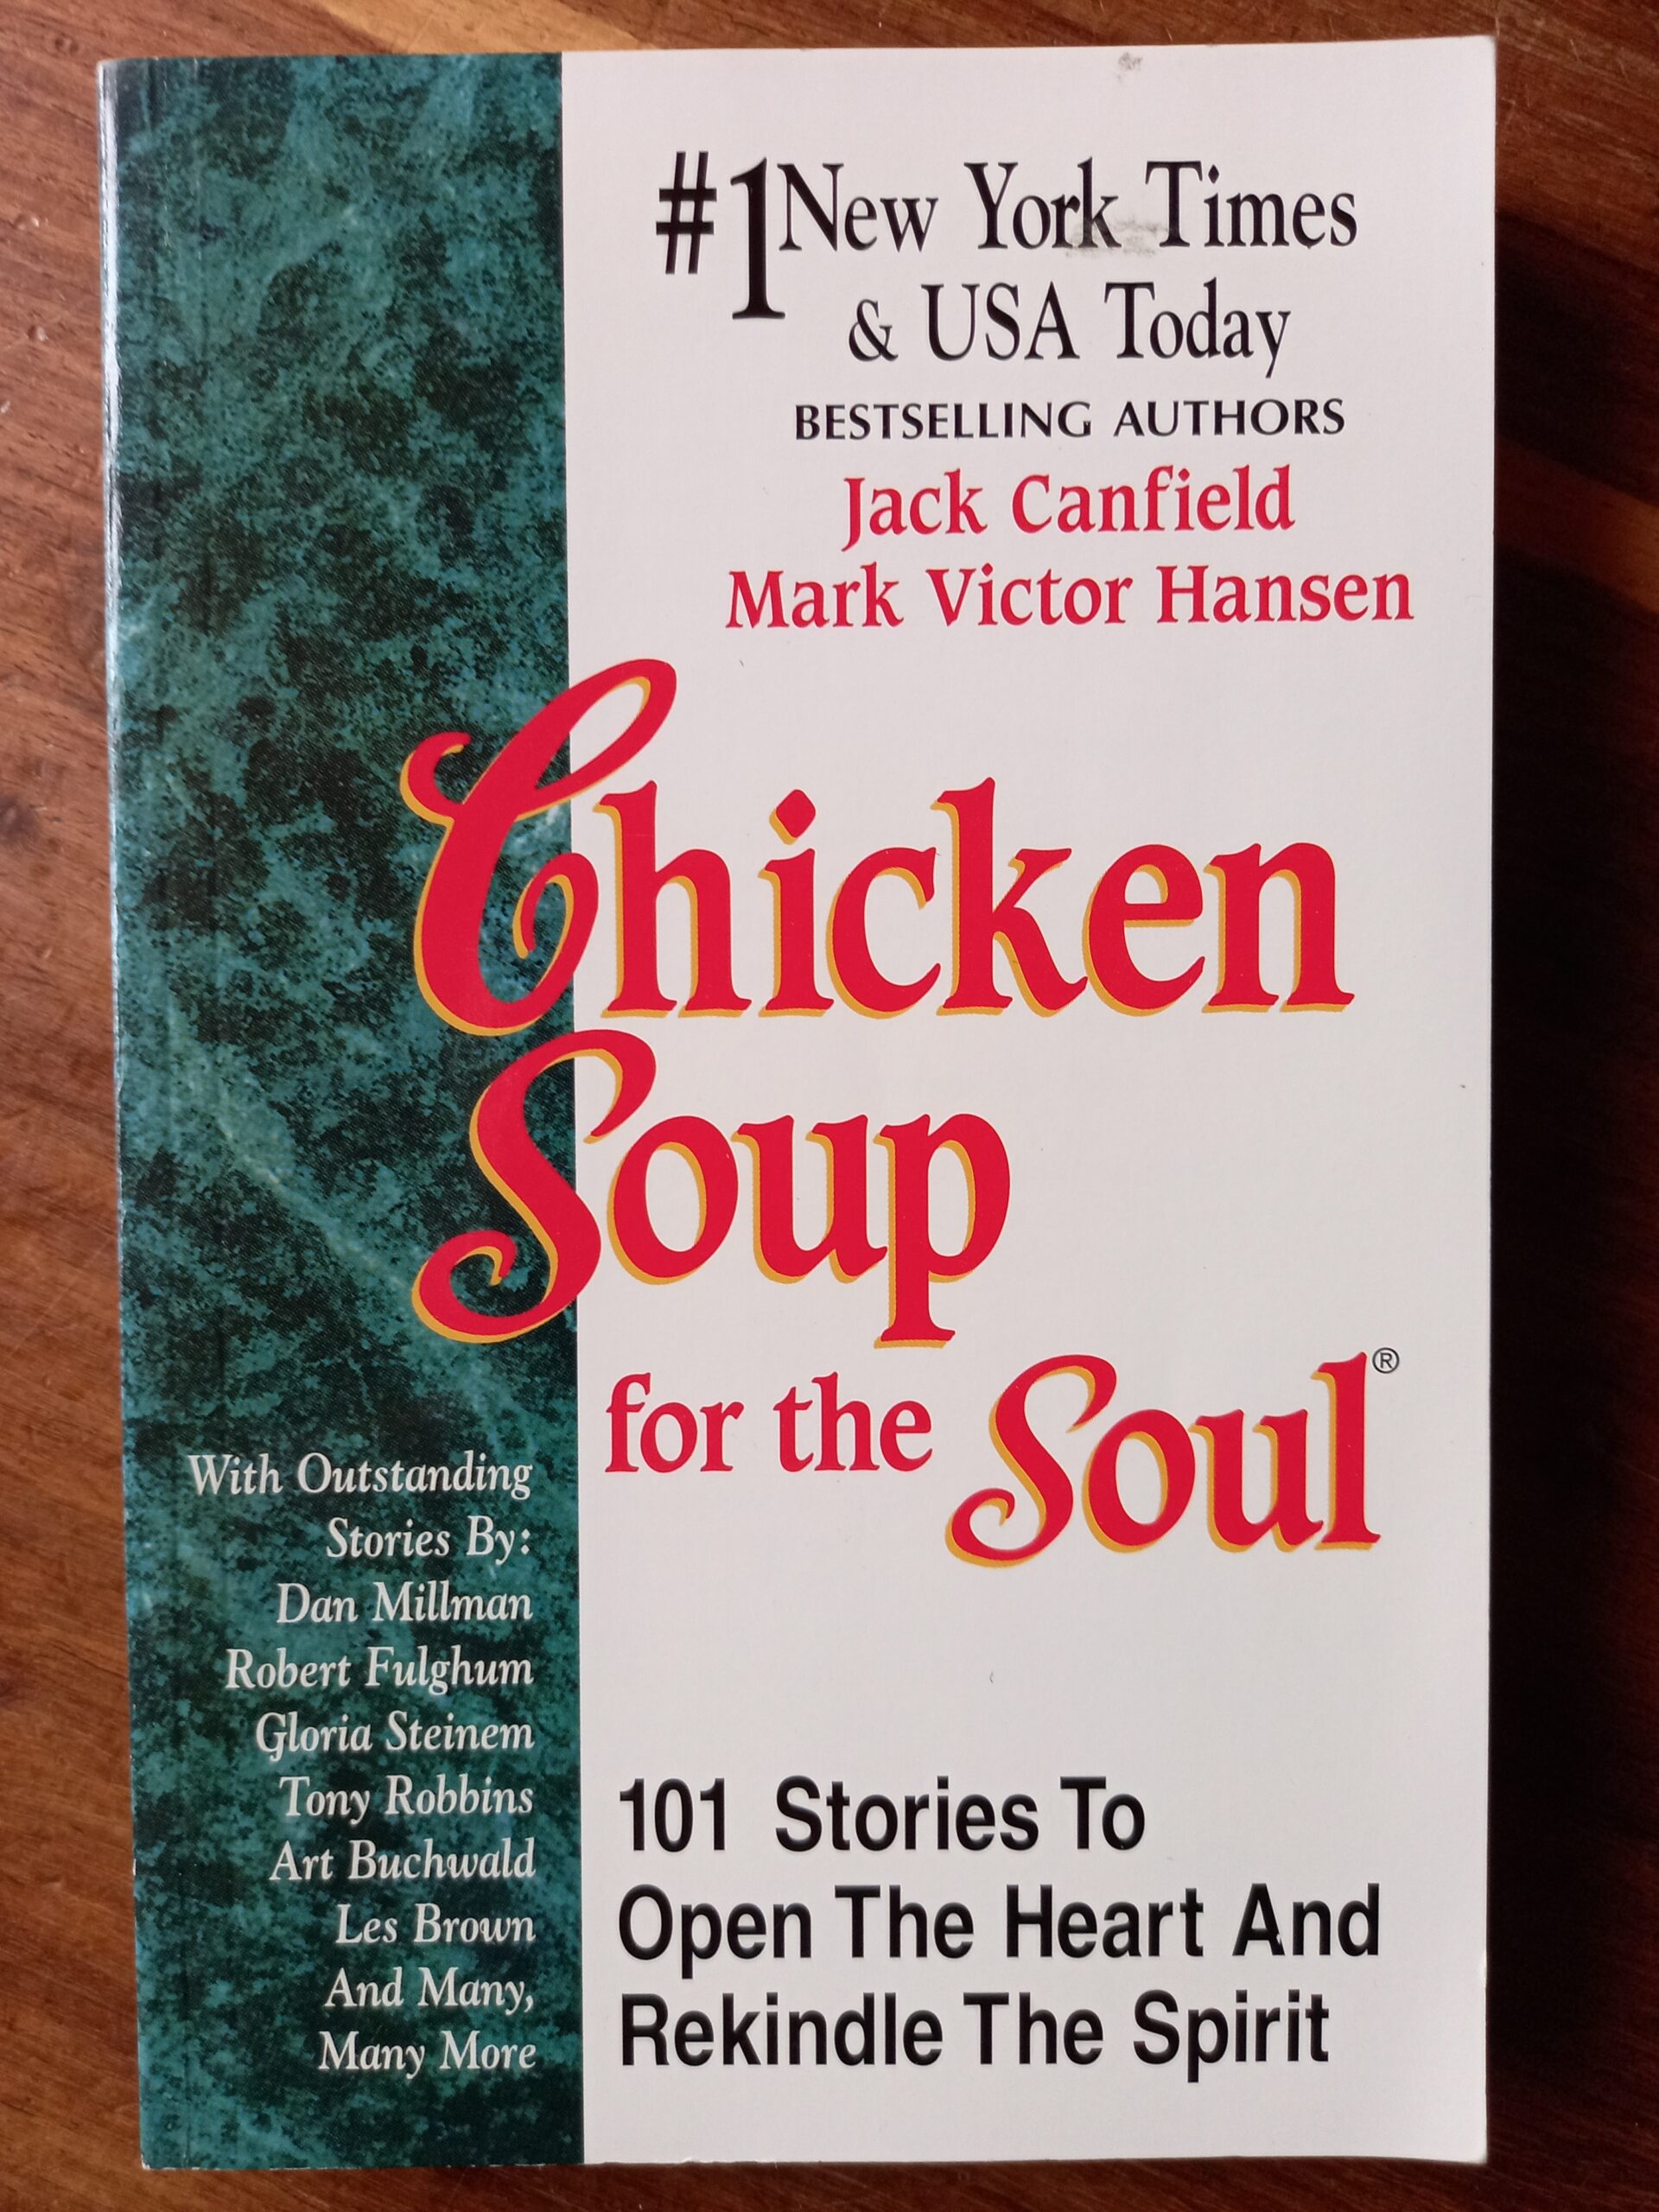 #1 New York Times
& USA Today
BESTSELLING AUTHORS
Jack Canfield
Mark Victor Hansen
Chicken
Soup
for the Soul®
With Outstanding
Stories By:
Dan Millman
Robert Fulghum
Gloria Steinem
Tony Robbins
Art Buchwald
Les Brown
And Many,
Many More
101 Stories To
Open The Heart And
Rekindle The Spirit